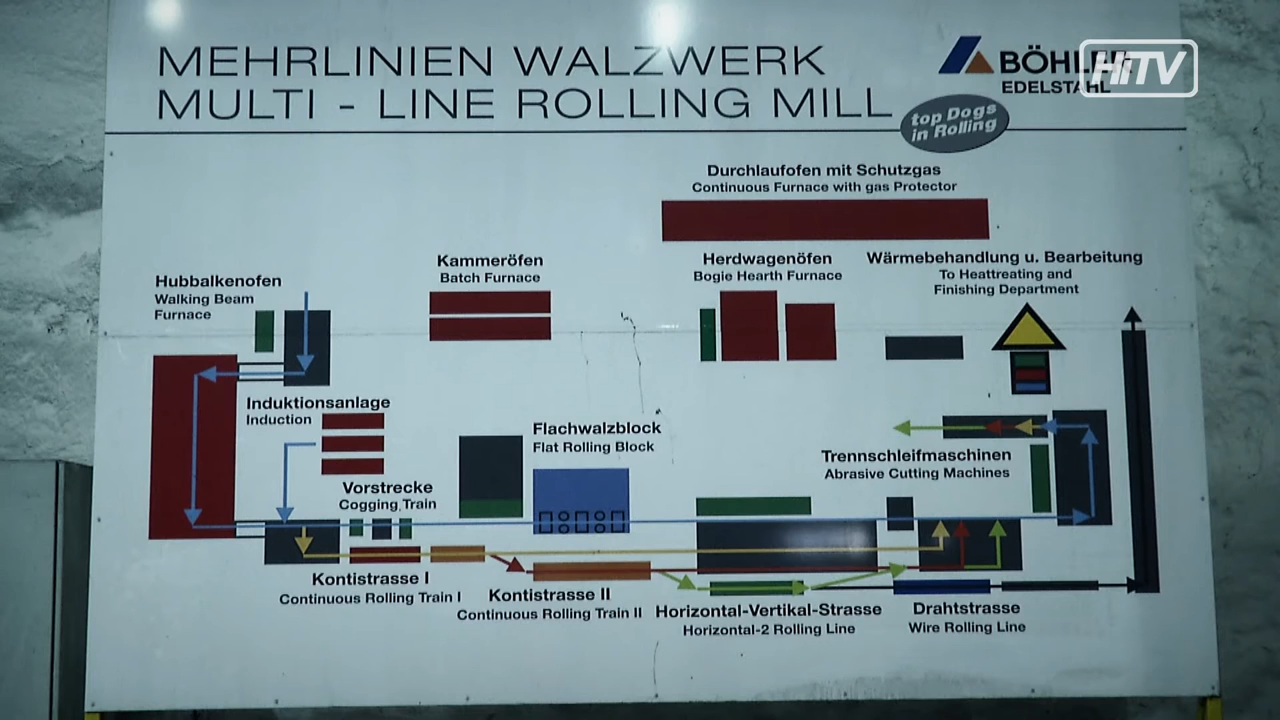 MEHRLINIEN WALZWERK
MULTI - LINE ROLLING MILL
BÖHLER
EDELSTAHL
HiTV
top Dogs
in Rolling
Durchlaufofen mit Schutzgas
Continuous Furnace with gas Protector
Kammeröfen
Batch Furnace
Herdwagenöfen
Bogie Hearth Furnace
Wärmebehandlung u. Bearbeitung
To Heattreating and
Finishing Department
Hubbalkenofen
Walking Beam
Furnace
Induktionsanlage
Induction
Flachwalzblock
Flat Rolling Block
Trennschleifmaschinen
Abrasive Cutting Machines
Vorstrecke
Cogging Train
Kontistrasse I
Continuous Rolling Train I
Kontistrasse II
Continuous Rolling Train II
Horizontal-Vertikal-Strasse
Horizontal-2 Rolling Line
Drahtstrasse
Wire Rolling Line